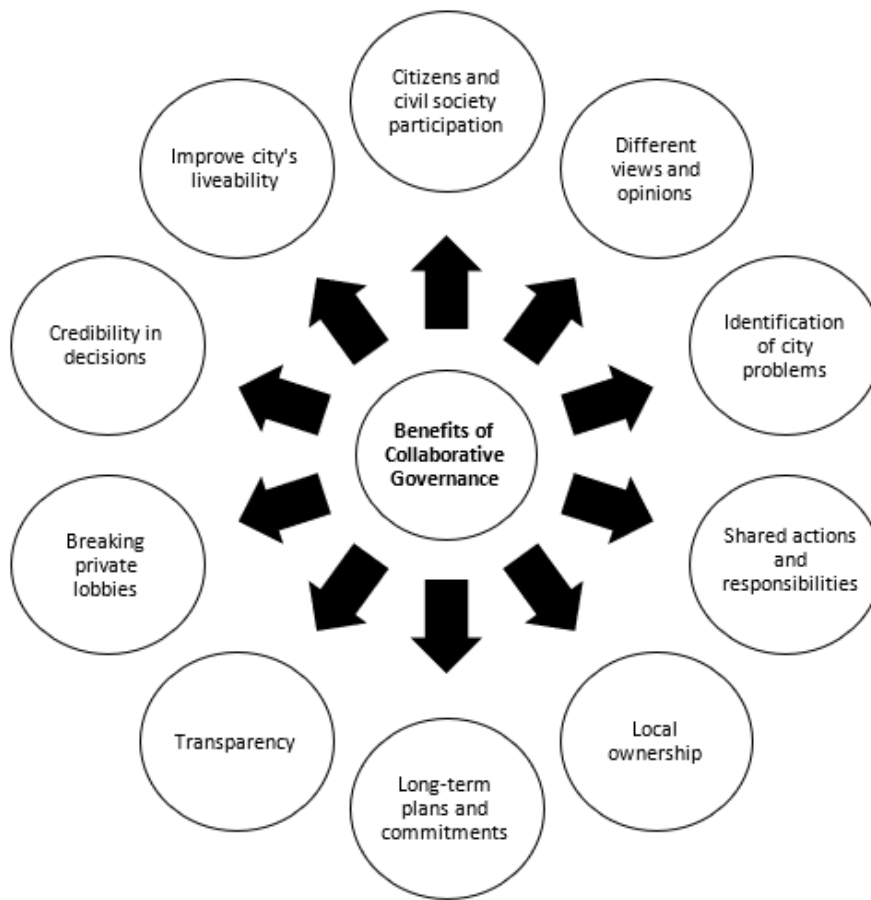 Citizens and
civil society
participation
Different
views and
opinions
Identification
of city
problems
Shared actions
and
responsibilities
Local
ownership
Long-term
plans and
commitments
Transparency
Breaking
private
lobbies
Credibility in
decisions
Improve city's
liveability
Benefits of
Collaborative
Governance